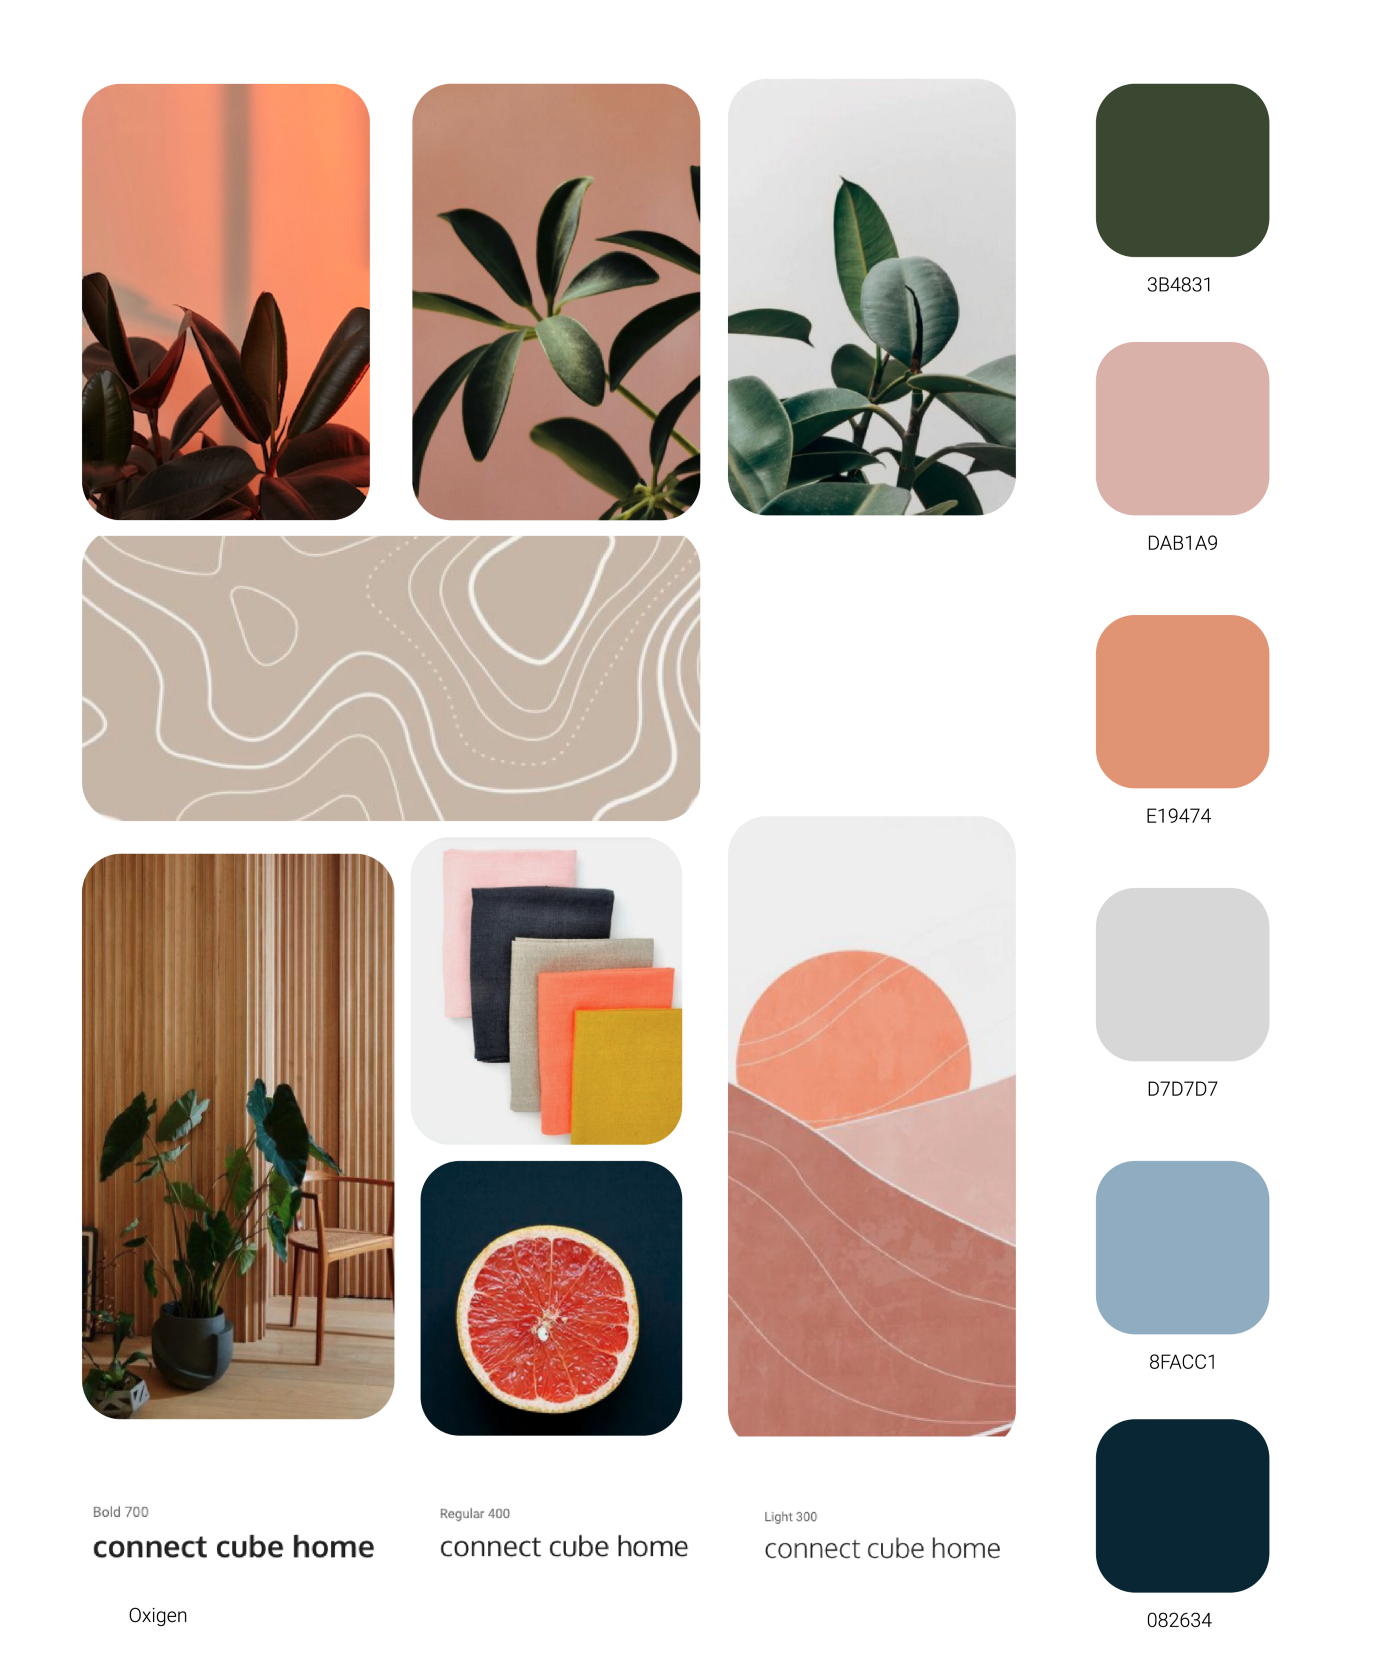 3B4831
DAB1A9
E19474
D7D7D7
8FACC1
082634
Bold 700
connect cube home
Regular 400
connect cube home
Light 300
connect cube home
Oxigen